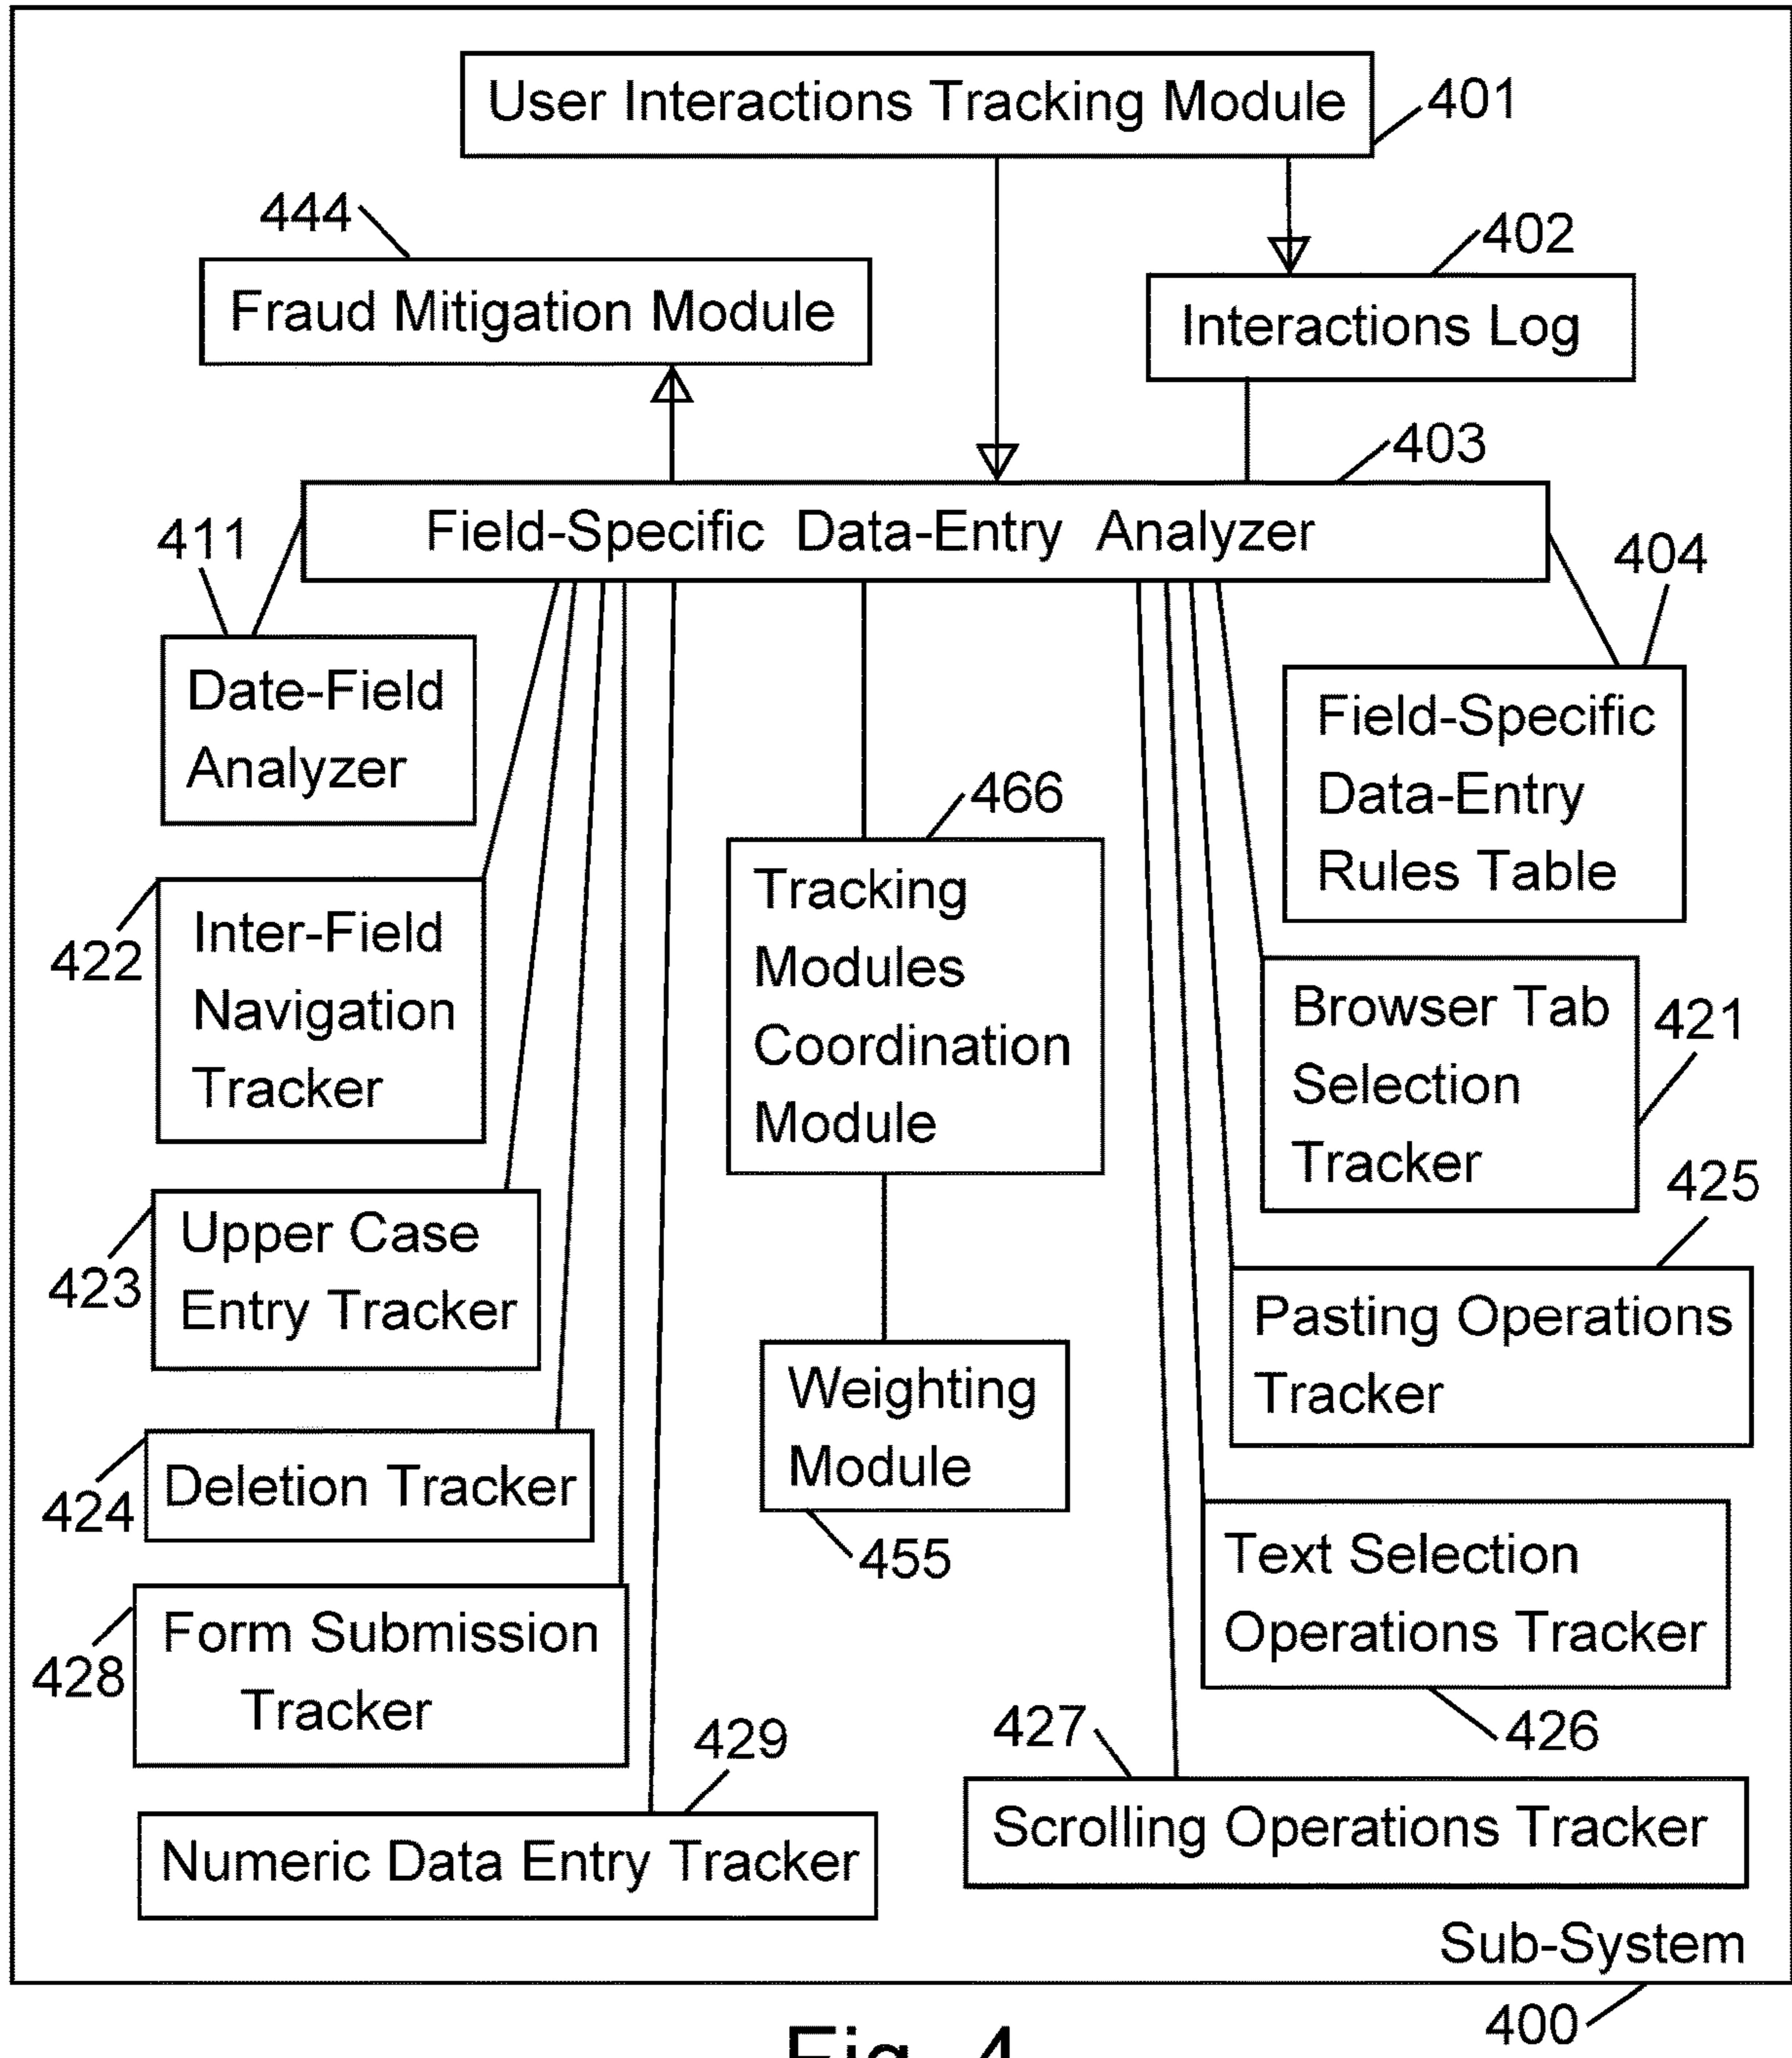 User Interactions Tracking Module
401
444
402
Fraud Mitigation Module
Interactions Log
403
Field-Specific Data-Entry Analyzer
411
404
Date-Field
Analyzer
Field-Specific
Data-Entry
Rules Table
466
Tracking
Modules
Coordination
Module
422
Inter-Field
Navigation
Tracker
Browser Tab
Selection
Tracker
421
425
Upper Case
Entry Tracker
423
Pasting Operations
Tracker
Weighting
Module
455
Deletion Tracker
424
Text Selection
Operations Tracker
426
Form Submission
Tracker
428
427
429
Scrolling Operations Tracker
Numeric Data Entry Tracker
Sub-System
400
Fig. 4